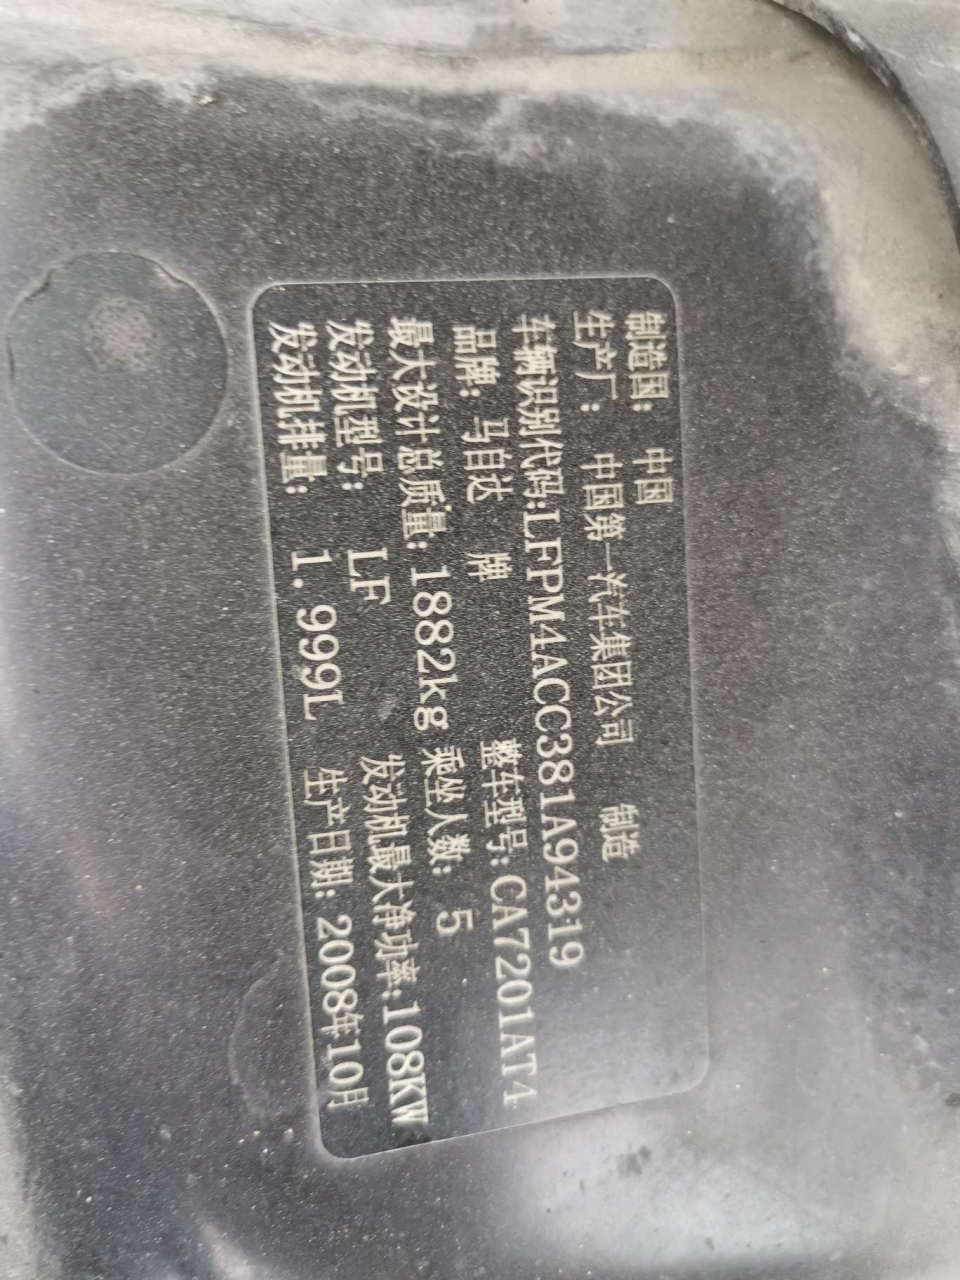 制造国: 中国
生产厂: 中国第一汽车集团公司 制造
车辆识别代码:LFPM4ACC381A94319
品牌: 马自达 牌 整车型号:CA7201AT4
最大设计总质量: 1882kg 乘坐人数: 5
发动机型号: LF 发动机最大净功率:108KW
发动机排量: 1.999L 生产日期: 2008年10月